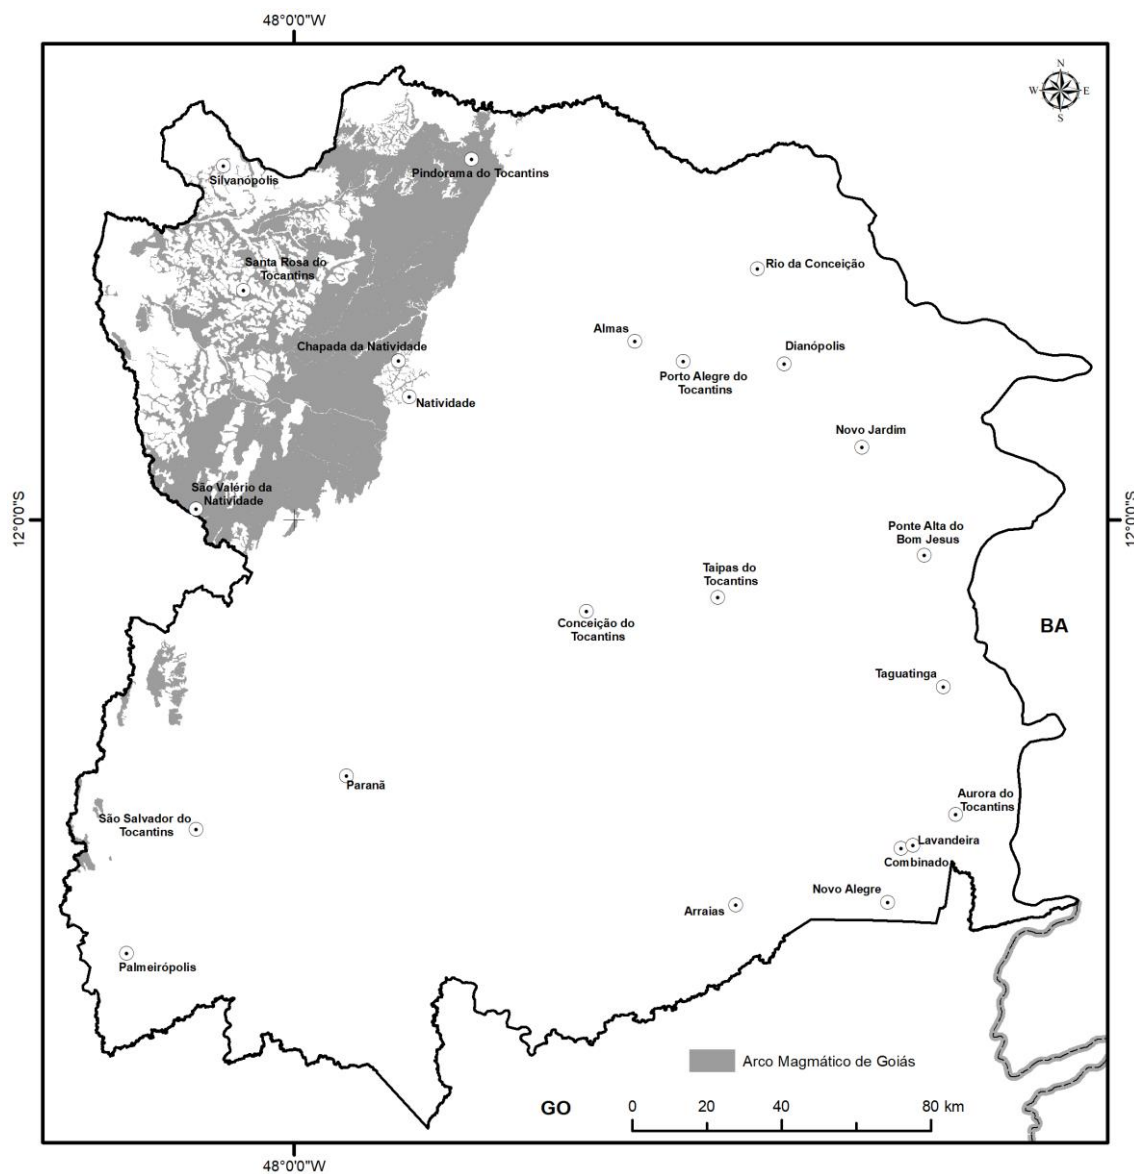 48°0'0"W
N
W
E
S
Silvanópolis
Pindorama do Tocantins
Santa Rosa do
Tocantins
Rio da Conceição
Almas
Chapada da Natividade
Dianópolis
Porto Alegre do
Tocantins
Natividade
Novo Jardim
São Valério da
Natividade
12°0'0"S
12°0'0"S
Ponte Alta do
Bom Jesus
Taipas do
Tocantins
Conceição do
Tocantins
BA
Taguatinga
Paranã
Aurora do
Tocantins
São Salvador do
Tocantins
Lavandeira
Combinado
Novo Alegre
Arraias
Palmeirópolis
Arco Magmático de Goiás
GO
0 20 40 80 km
48°0'0"W